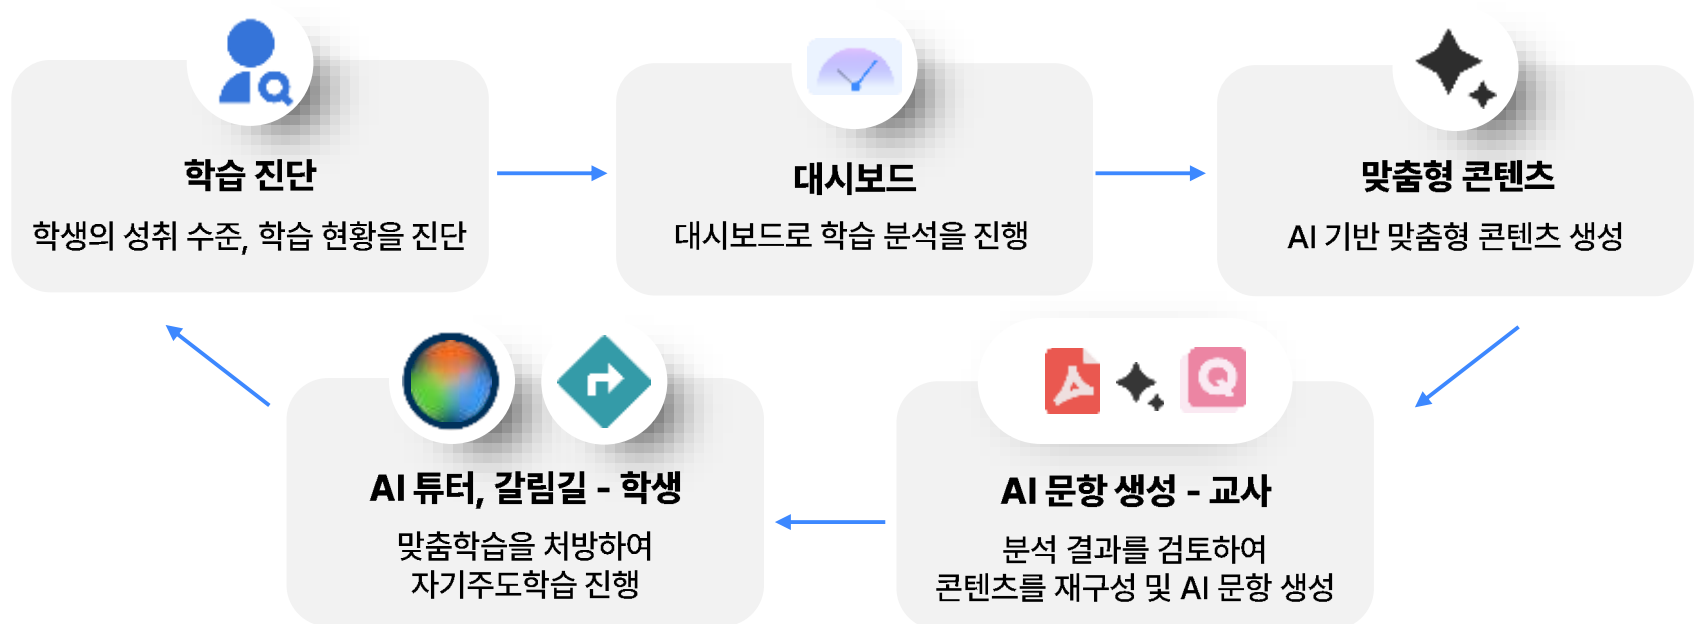 학습 진단
학생의 성취 수준, 학습 현황을 진단
대시보드
대시보드로 학습 분석을 진행
맞춤형 콘텐츠
AI 기반 맞춤형 콘텐츠 생성
AI 튜터, 갈림길 - 학생
맞춤학습을 처방하여
자기주도학습 진행
Q
AI 문항 생성 - 교사
분석 결과를 검토하여
콘텐츠를 재구성 및 AI 문항 생성